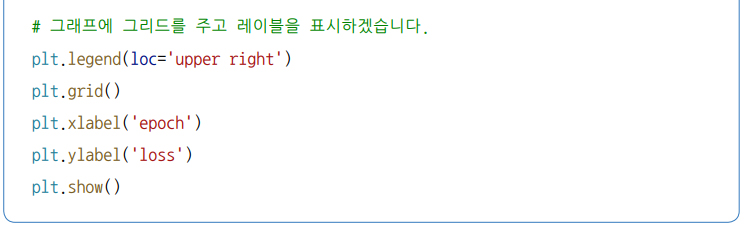 # 그래프에 그리드를 주고 레이블을 표시하겠습니다.
plt.legend(loc='upper right')
plt.grid()
plt.xlabel('epoch')
plt.ylabel('loss')
plt.show()